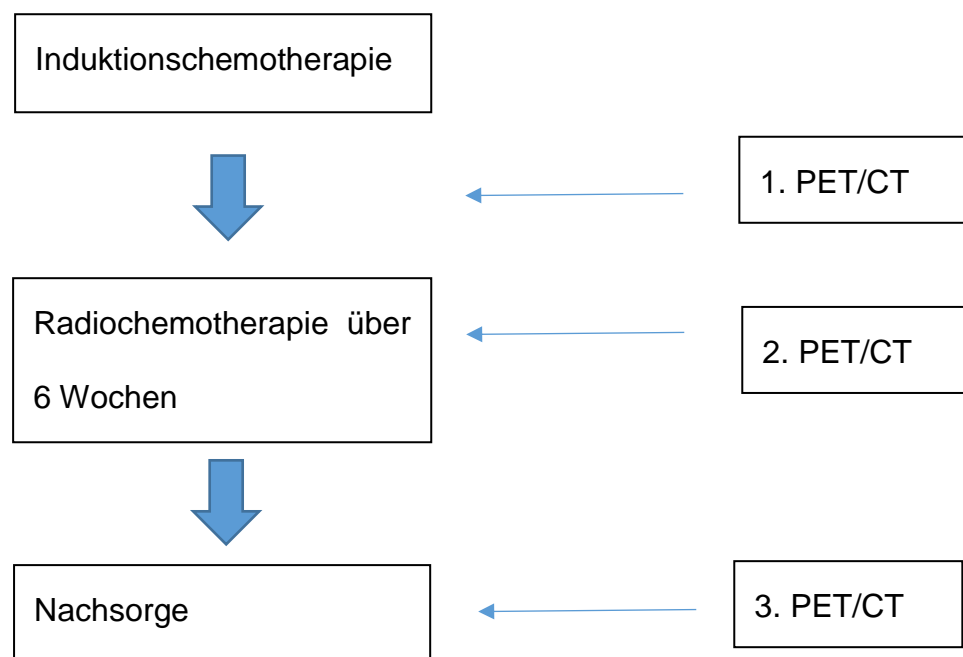 Induktionschemotherapie
1. PET/CT
Radiochemotherapie über
6 Wochen
2. PET/CT
Nachsorge
3. PET/CT